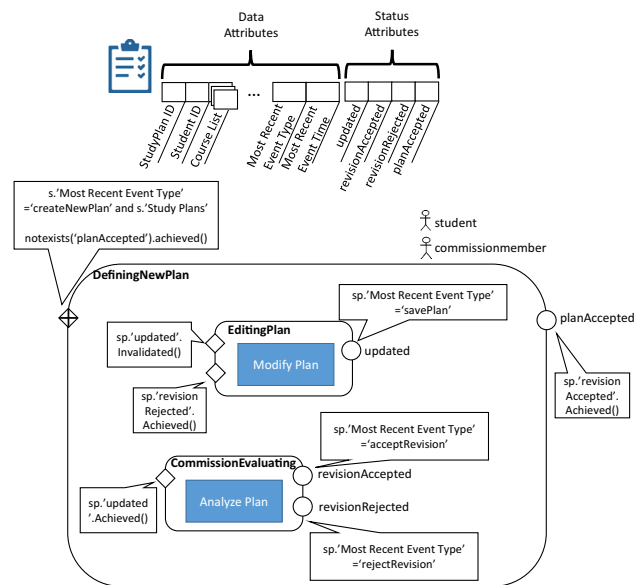 Data
Attributes
Status
Attributes
...
StudyPlan ID
Student ID
Course List
Most Recent
Event Type
Most Recent
Event Time
updated
revisionAccepted
revisionRejected
planAccepted
s.'Most Recent Event Type'
='createNewPlan' and s.'Study Plans'
notexists('planAccepted').achieved()
student
commissionmember
DefiningNewPlan
sp.'Most Recent Event Type'
='savePlan'
planAccepted
sp.'updated'.
Invalidated()
EditingPlan
updated
Modify Plan
sp.'revision
Rejected'.
Achieved()
sp.'revision
Accepted'.
Achieved()
sp.'Most Recent Event Type'
='acceptRevision'
CommissionEvaluating
revisionAccepted
sp.'updated
'.Achieved()
Analyze Plan
revisionRejected
sp.'Most Recent Event Type'
='rejectRevision'